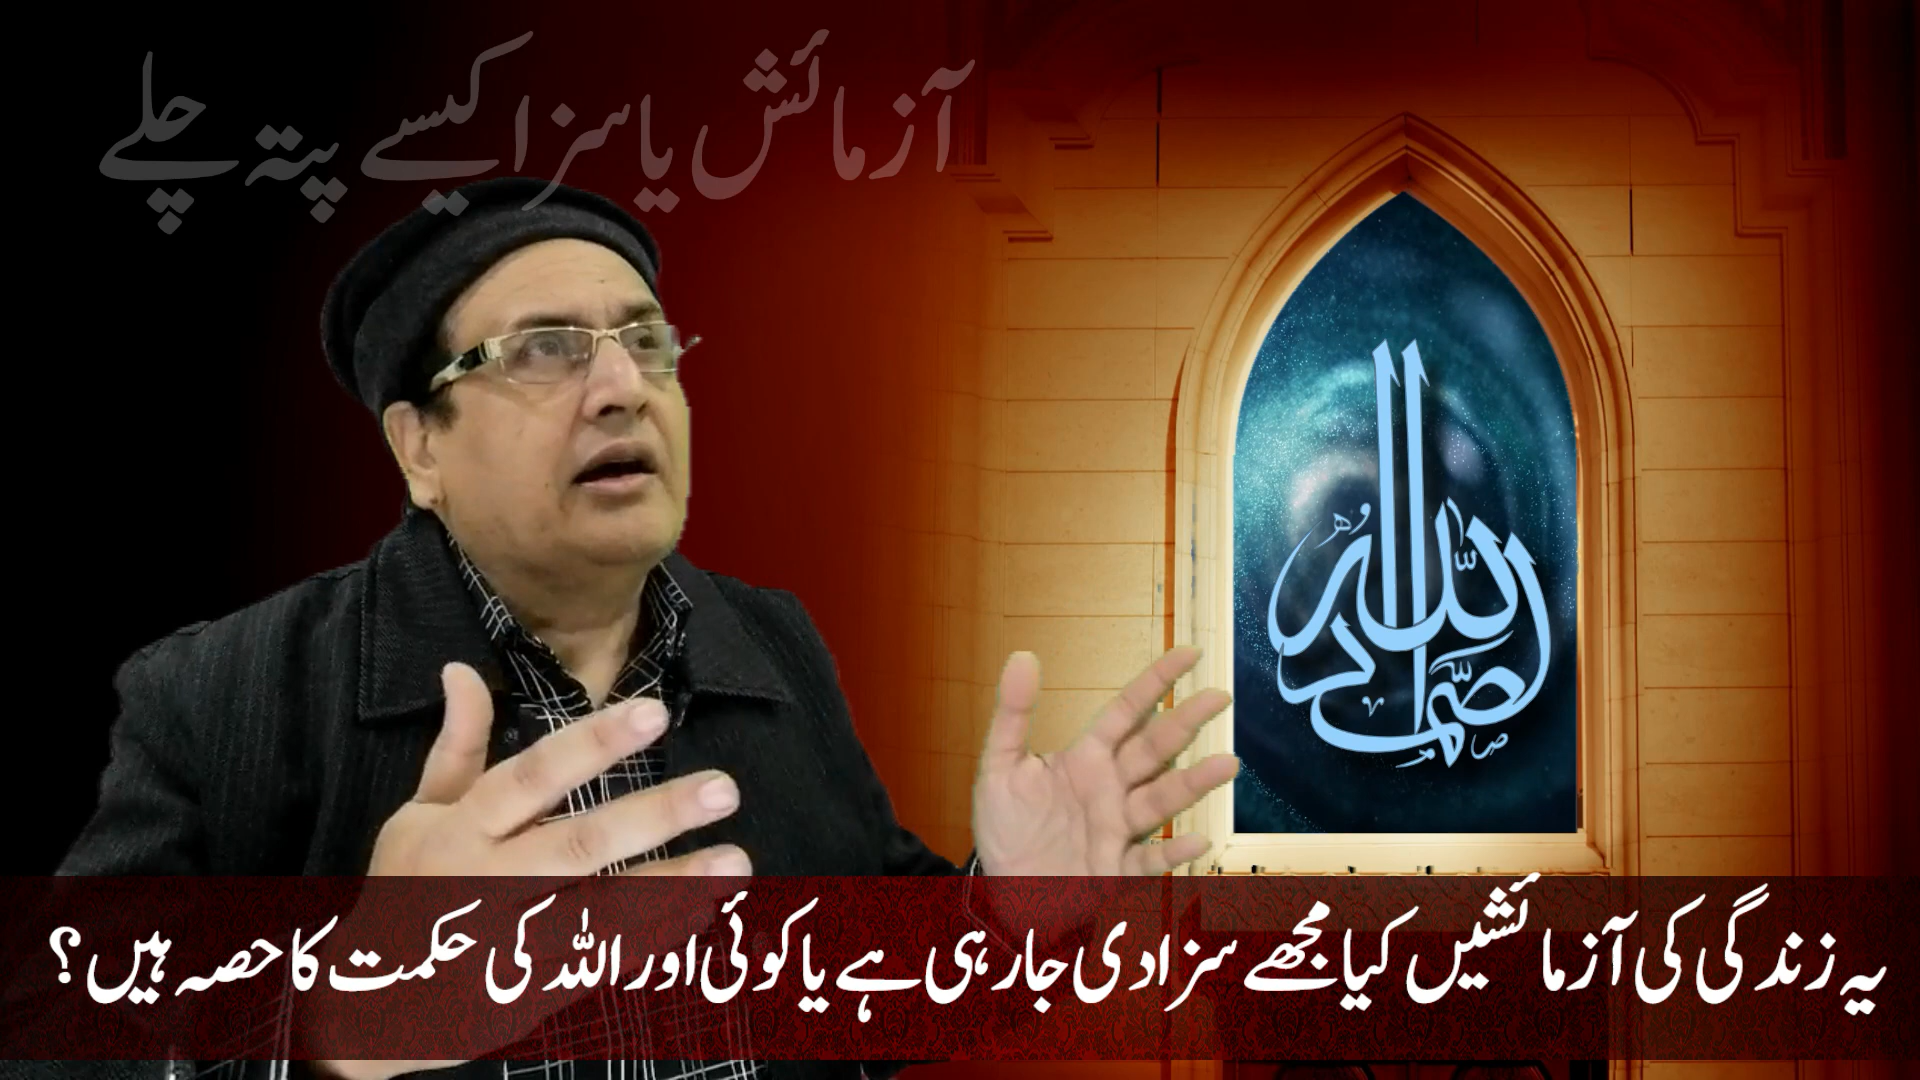 آزمائش یا سزا کیسے پتہ چلے
اللہ الصمد
یہ زندگی کی آزمائشیں کیا مجھے سزا دی جا رہی ہے یا کوئی اور اللہ کی حکمت کا حصہ ہیں؟